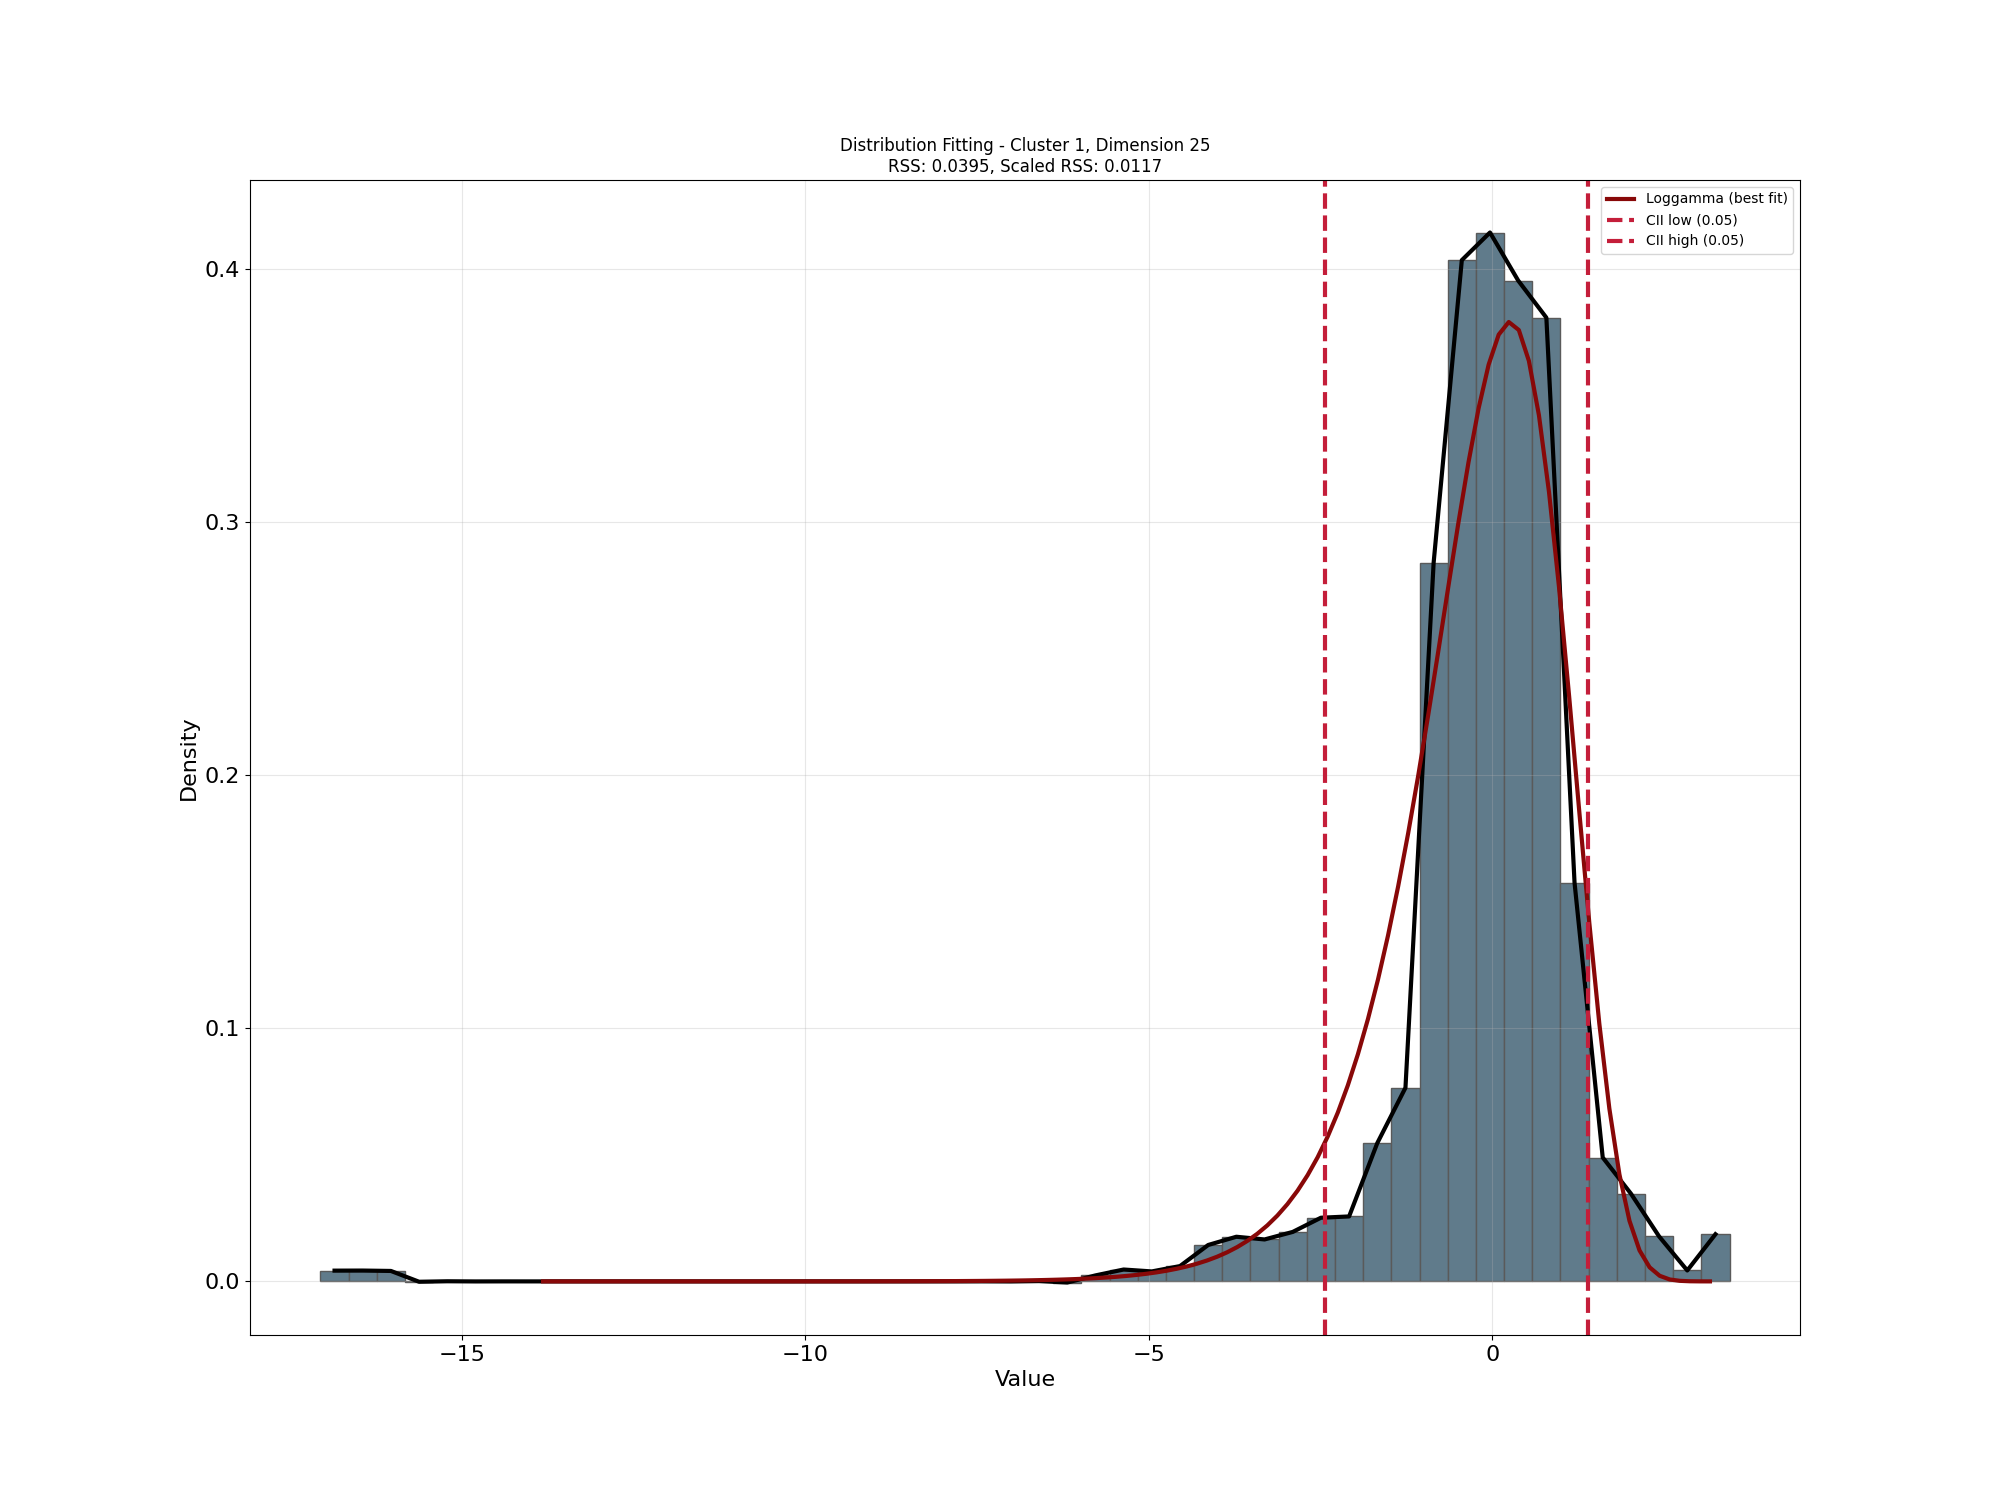 Distribution Fitting - Cluster 1, Dimension 25
RSS: 0.0395, Scaled RSS: 0.0117
Loggamma (best fit)
CII low (0.05)
CII high (0.05)
Density
0.4
0.3
0.2
0.1
0.0
−15
−10
−5
0
Value